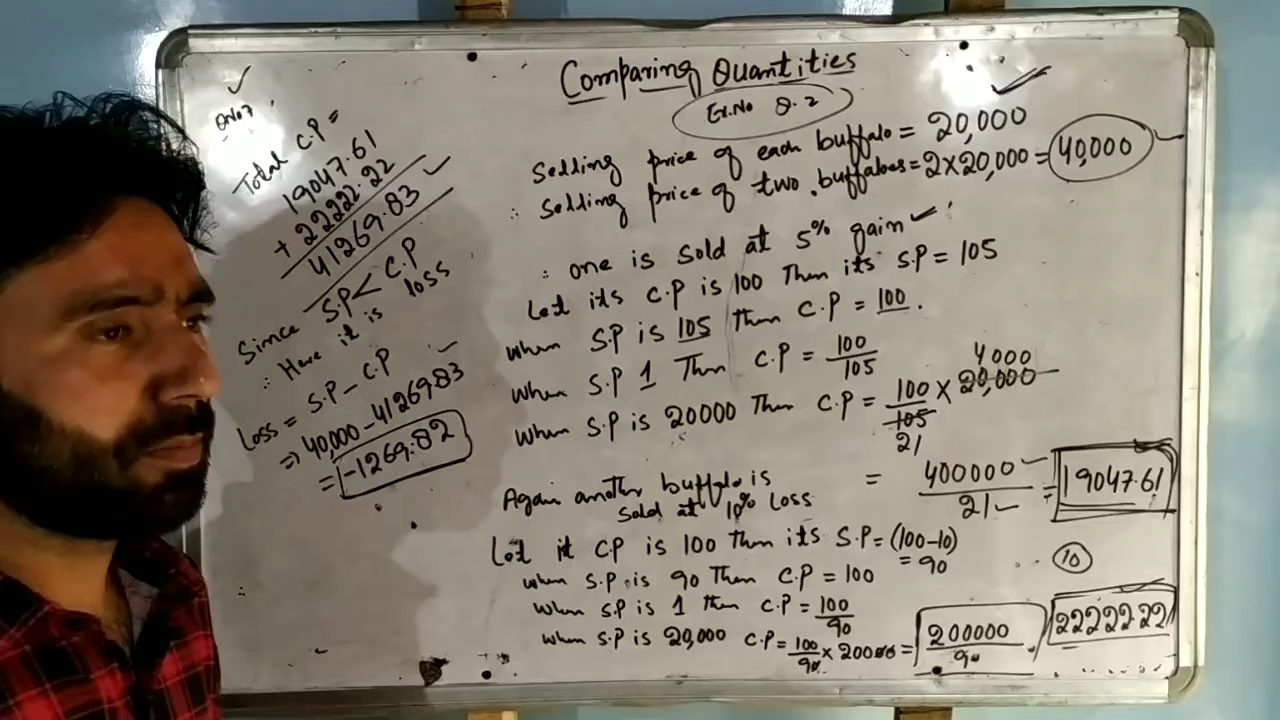 Comparing Quantities
Ex.No 8.2
Selling price of each buffalo = 20,000
∴ Selling price of two buffaloes = 2×20,000 = 40,000
∴ one is sold at 5% gain
Let its C.P is 100 Then its S.P = 105
When S.P is 105 then C.P = 100.
When S.P 1 Then C.P = 100/105
When S.P is 20000 Then C.P = 100/105 × 20,000
21
4000
= 400000/21 = 19047.61
Again another buffalo is
sold at 10% loss
Let it C.P is 100 then its S.P = (100-10)
= 90
10
When S.P is 90 Then C.P = 100
When S.P is 1 then C.P = 100/90
When S.P is 20,000 C.P = 100/90 × 20000 = 200000/90
22222.22
Q.No 7
Total C.P =
19047.61
+ 22222.22
41269.83
Since SP < C.P
∴ Here it is loss
Loss = S.P - C.P
⇒ 40,000 - 41269.83
= -1269.82